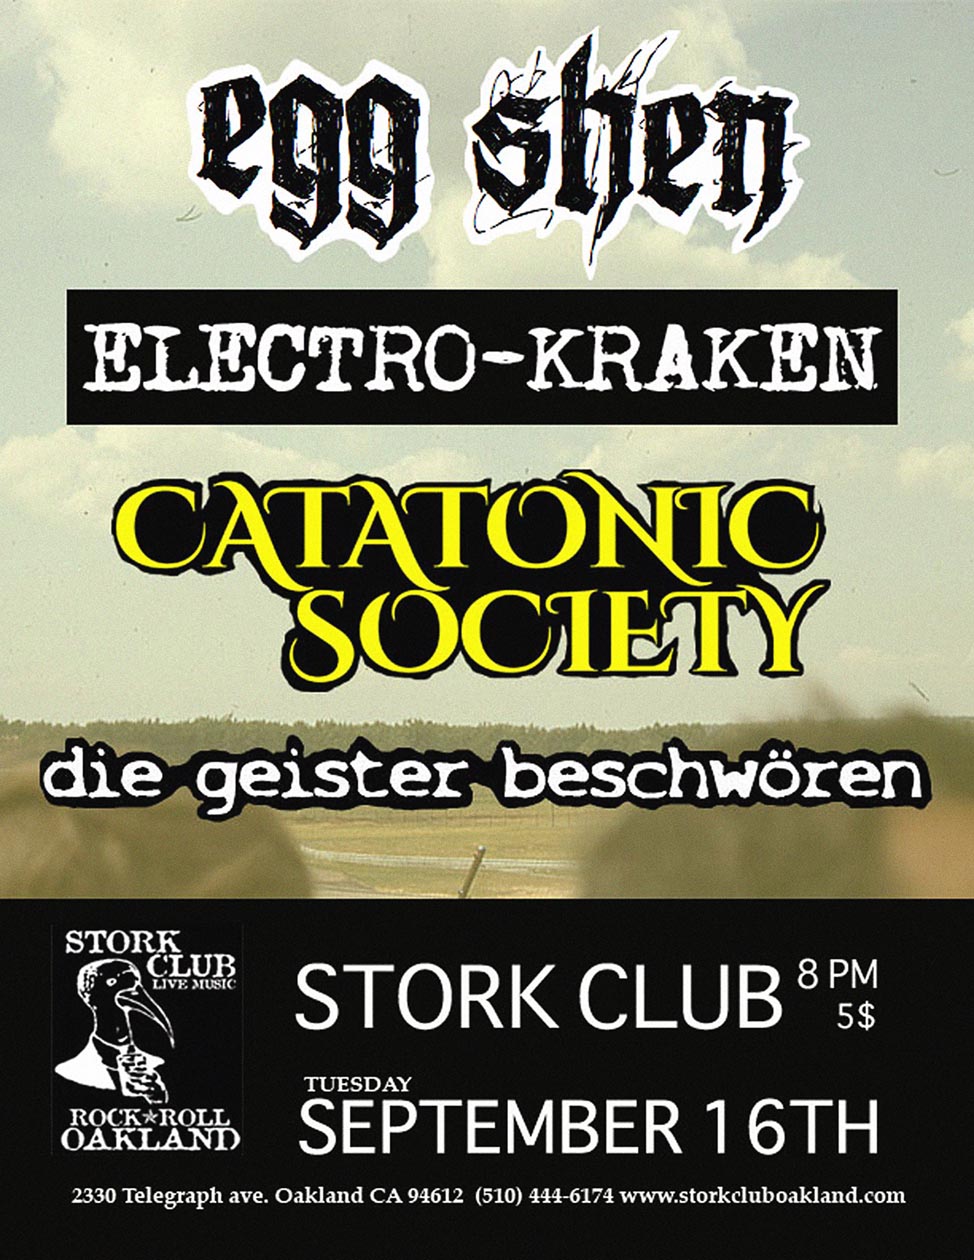 egg shen
ELECTRO-KRAKEN
CATATONIC
SOCIETY
die geister beschwören
STORK
CLUB
LIVE MUSIC
ROCK★ROLL
OAKLAND
STORK CLUB 8 PM
5$
TUESDAY
SEPTEMBER 16TH
2330 Telegraph ave. Oakland CA 94612 (510) 444-6174 www.storkcluboakland.com